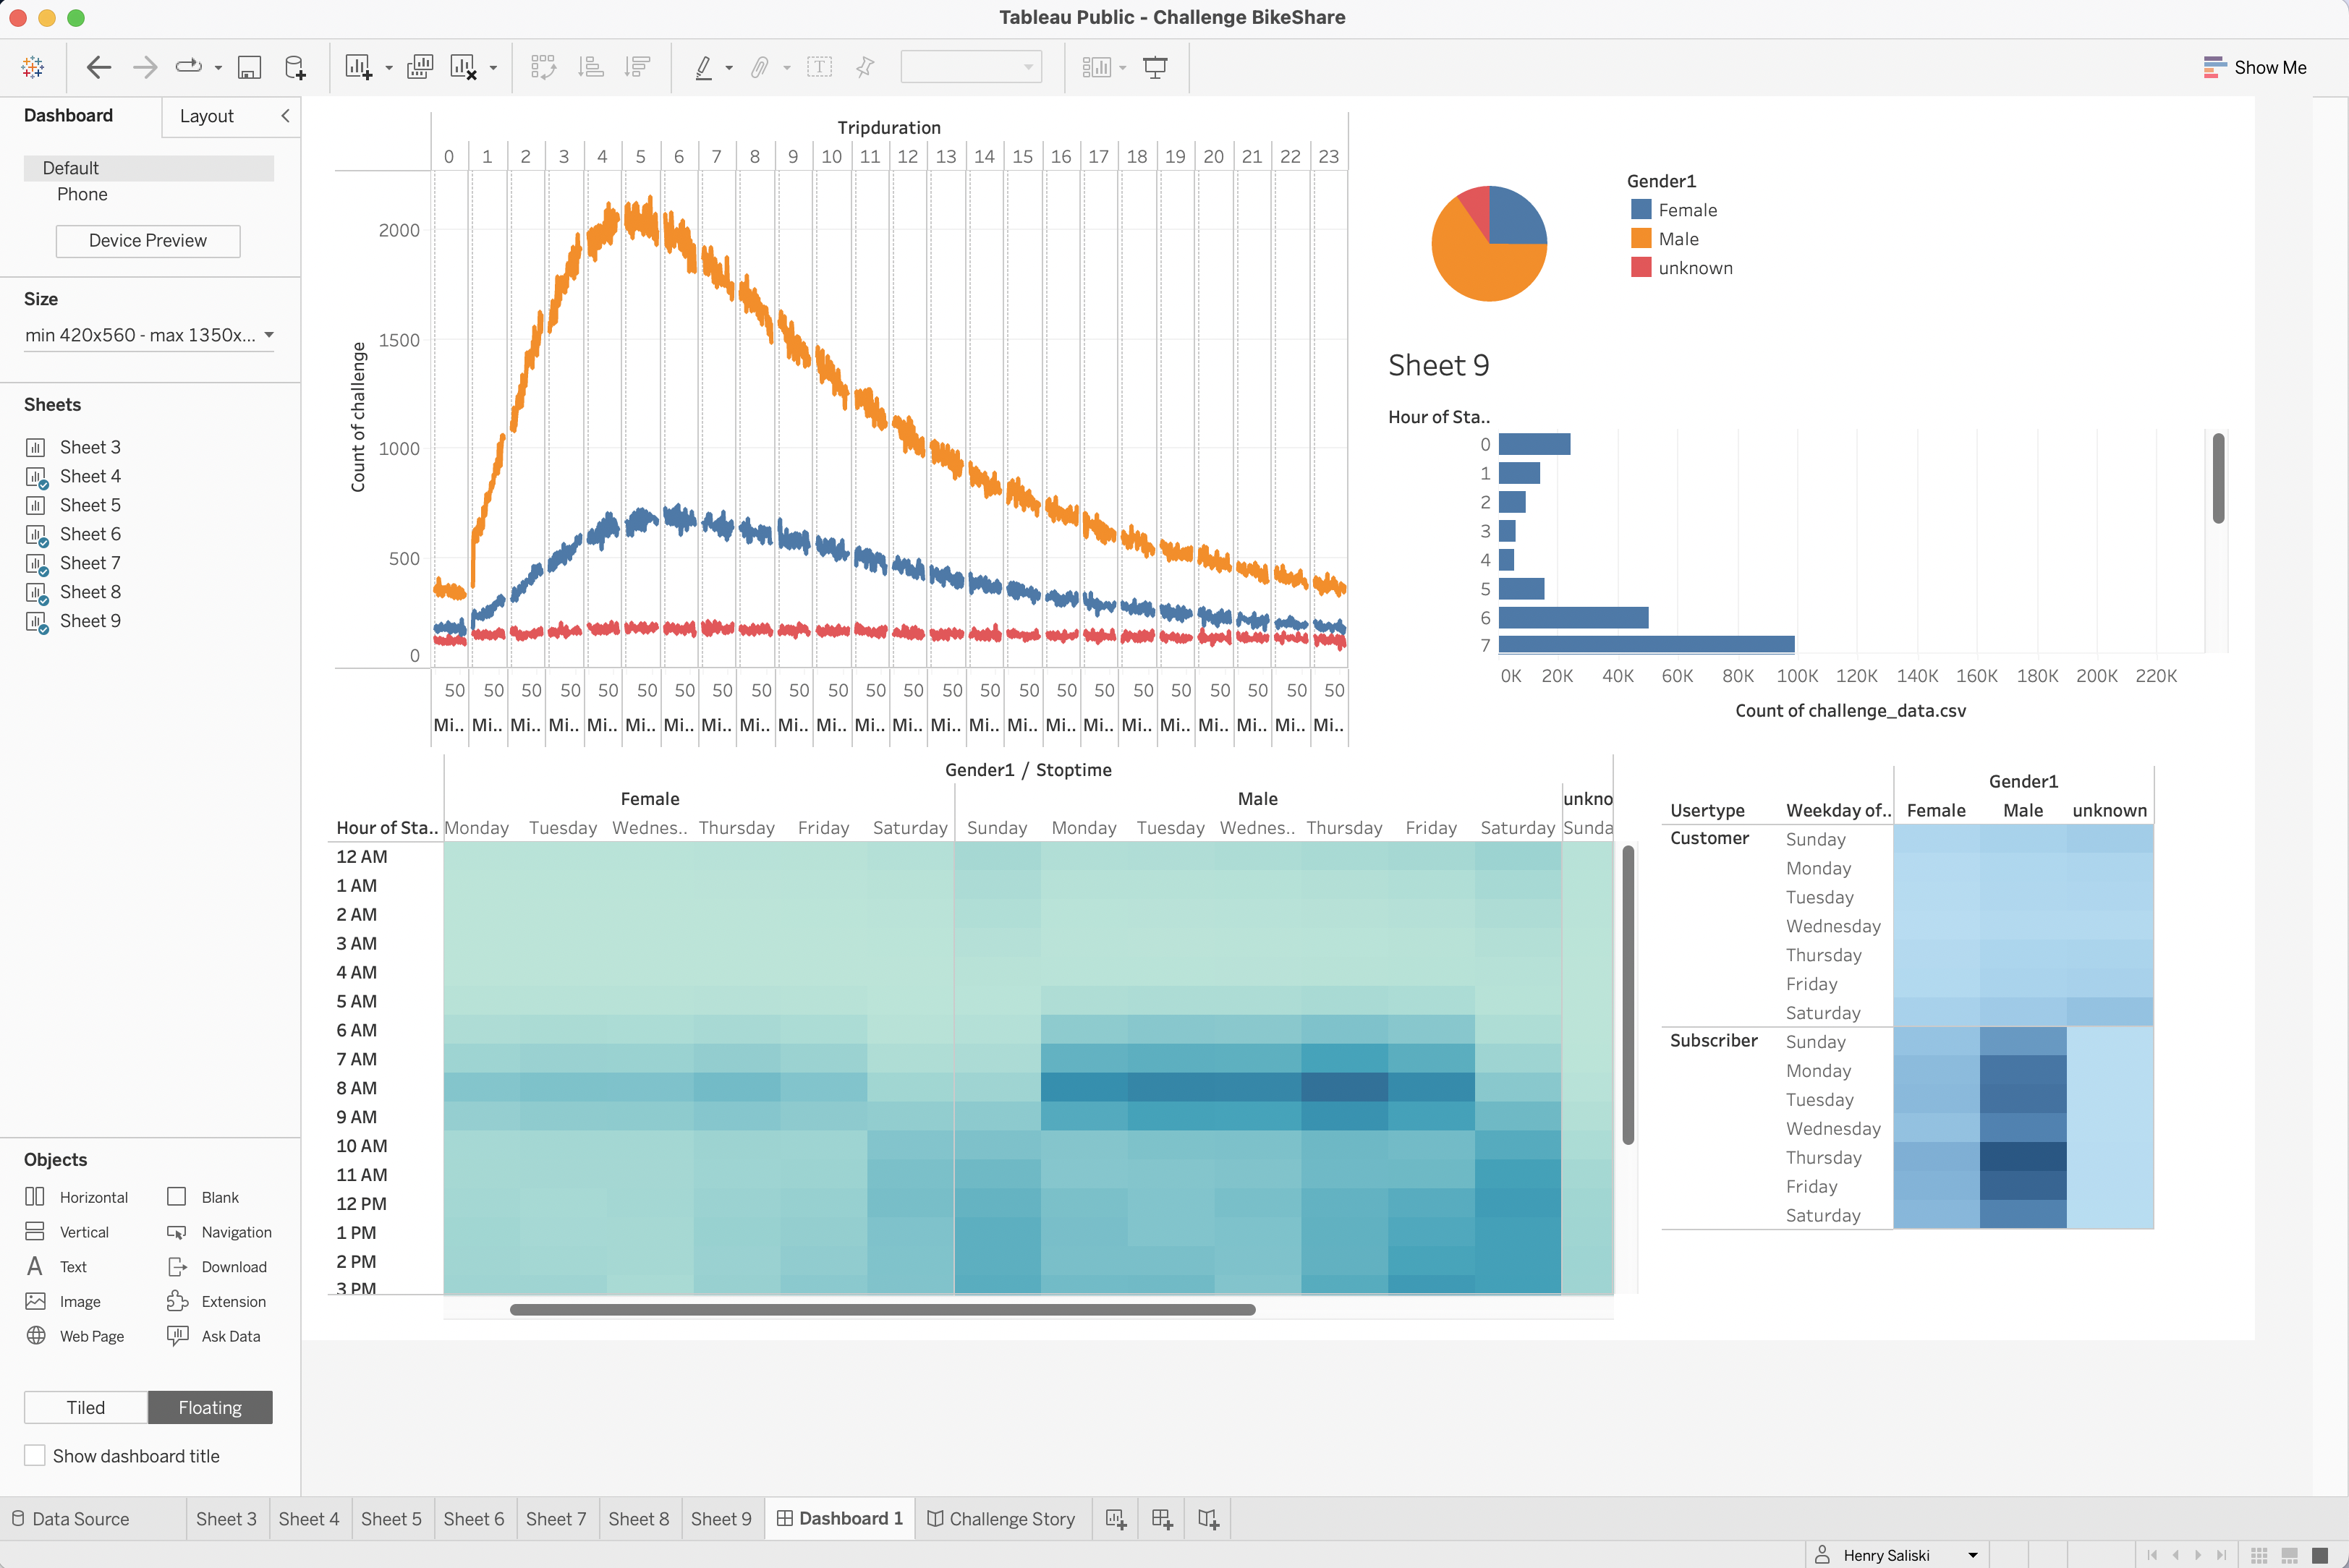 Tableau Public - Challenge BikeShare
Show Me
Dashboard
Layout
Default
Phone
Device Preview
Size
min 420x560 - max 1350x...
Sheets
Sheet 3
Sheet 4
Sheet 5
Sheet 6
Sheet 7
Sheet 8
Sheet 9
Objects
Horizontal Blank
Vertical Navigation
Text Download
Image Extension
Web Page Ask Data
Tiled Floating
Show dashboard title
Tripduration
0 1 2 3 4 5 6 7 8 9 10 11 12 13 14 15 16 17 18 19 20 21 22 23
Count of challenge
2000
1500
1000
500
0
50 50 50 50 50 50 50 50 50 50 50 50 50 50 50 50 50 50 50 50 50 50 50 50
Mi.. Mi.. Mi.. Mi.. Mi.. Mi.. Mi.. Mi.. Mi.. Mi.. Mi.. Mi.. Mi.. Mi.. Mi.. Mi.. Mi.. Mi.. Mi.. Mi.. Mi.. Mi.. Mi.. Mi..
Gender1
Female
Male
unknown
Sheet 9
Hour of Sta..
0
1
2
3
4
5
6
7
0K 20K 40K 60K 80K 100K 120K 140K 160K 180K 200K 220K
Count of challenge_data.csv
Gender1 / Stoptime
Female Male unkno
Hour of Sta.. Monday Tuesday Wednes.. Thursday Friday Saturday Sunday Monday Tuesday Wednes.. Thursday Friday Saturday Sunda
12 AM
1 AM
2 AM
3 AM
4 AM
5 AM
6 AM
7 AM
8 AM
9 AM
10 AM
11 AM
12 PM
1 PM
2 PM
3 PM
Gender1
Usertype Weekday of.. Female Male unknown
Customer Sunday
Monday
Tuesday
Wednesday
Thursday
Friday
Saturday
Subscriber Sunday
Monday
Tuesday
Wednesday
Thursday
Friday
Saturday
Data Source Sheet 3 Sheet 4 Sheet 5 Sheet 6 Sheet 7 Sheet 8 Sheet 9 Dashboard 1 Challenge Story
Henry Saliski